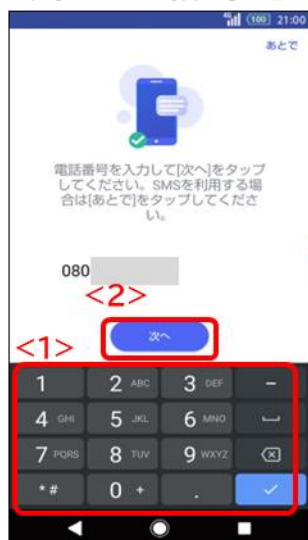 4G 100 21:00
あとで
電話番号を入力して[次へ]をタップ
してください。SMSを利用する場
合は[あとで]をタップしてくださ
い。
080
<2>
次へ
<1>
1 2 ABC 3 DEF -
4 GHI 5 JKL 6 MNO
7 PQRS 8 TUV 9 WXYZ
* # 0 + .